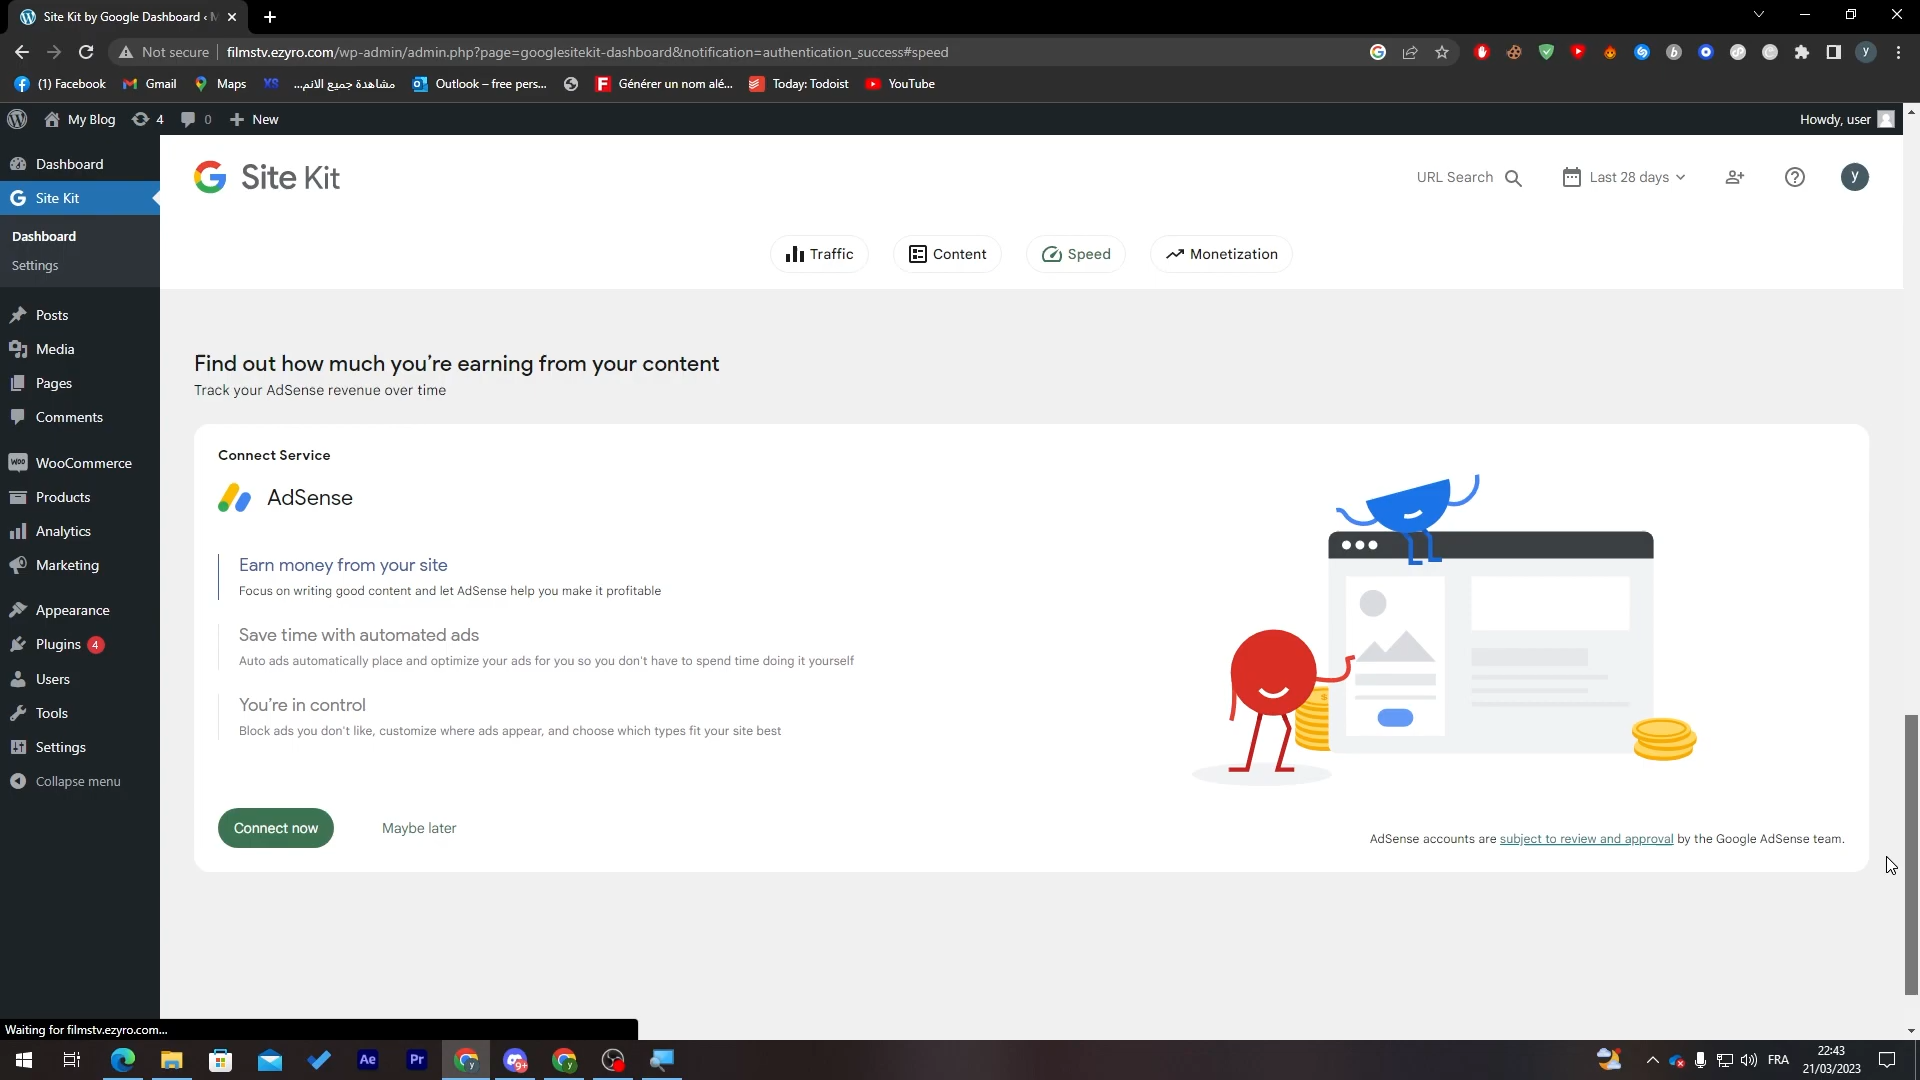 Site Kit by Google Dashboard ‹ M
Not secure
filmstv.ezyro.com/wp-admin/admin.php?page=googlesitekit-dashboard&notification=authentication_success#speed
(1) Facebook
Gmail
Maps
XS
مشاهدة جميع الانم...
Outlook – free pers...
Générer un nom alé...
Today: Todoist
YouTube
My Blog
4
0
New
Howdy, user
Dashboard
Site Kit
Dashboard
Settings
Posts
Media
Pages
Comments
WooCommerce
Products
Analytics
Marketing
Appearance
Plugins 4
Users
Tools
Settings
Collapse menu
Site Kit
URL Search
Last 28 days
y
Traffic
Content
Speed
Monetization
Find out how much you’re earning from your content
Track your AdSense revenue over time
Connect Service
AdSense
Earn money from your site
Focus on writing good content and let AdSense help you make it profitable
Save time with automated ads
Auto ads automatically place and optimize your ads for you so you don't have to spend time doing it yourself
You’re in control
Block ads you don't like, customize where ads appear, and choose which types fit your site best
Connect now
Maybe later
AdSense accounts are subject to review and approval by the Google AdSense team.
Waiting for filmstv.ezyro.com...
Ae
Pr
9+
FRA
22:43
21/03/2023